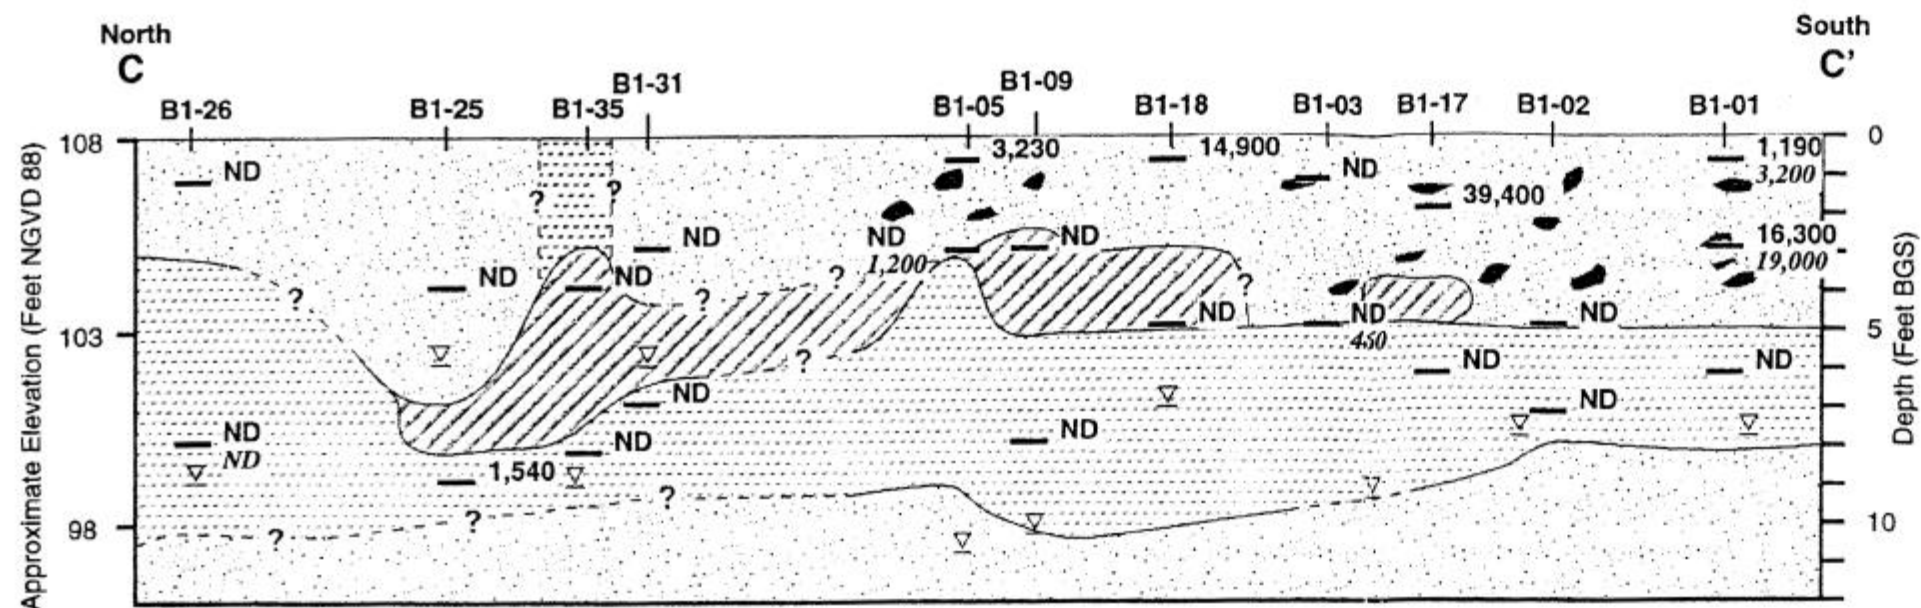 North
South
C
C'
B1-31
B1-09
B1-26
B1-25
B1-35
B1-05
B1-18
B1-03
B1-17
B1-02
B1-01
108
0
3,230
14,900
1,190
ND
ND
3,200
?
?
39,400
ND
ND
ND
16,300
1,200
19,000
?
ND
ND
?
?
?
ND
ND
ND
103
450
5
?
ND
ND
ND
ND
ND
ND
ND
ND
1,540
?
?
?
98
10
Approximate Elevation (Feet NGVD 88)
Depth (Feet BGS)